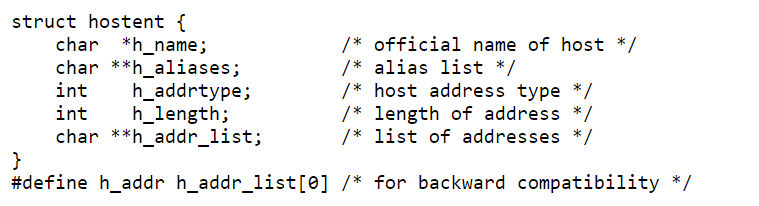 struct hostent {
    char  *h_name;            /* official name of host */
    char **h_aliases;         /* alias list */
    int    h_addrtype;        /* host address type */
    int    h_length;          /* length of address */
    char **h_addr_list;       /* list of addresses */
}
#define h_addr h_addr_list[0] /* for backward compatibility */